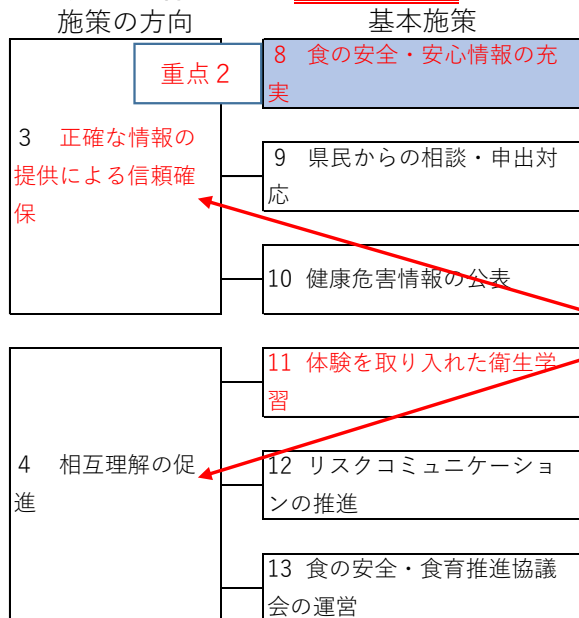 施策の方向
基本施策
重点２
3　正確な情報の
提供による信頼確
保
8　食の安全・安心情報の充
実
9　県民からの相談・申出対
応
10 健康危害情報の公表
4　相互理解の促
進
11 体験を取り入れた衛生学
習
12 リスクコミュニケーショ
ンの推進
13 食の安全・食育推進協議
会の運営